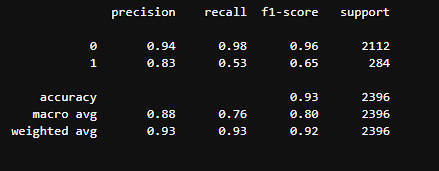 precision recall f1-score support
0 0.94 0.98 0.96 2112
1 0.83 0.53 0.65 284
accuracy 0.93 2396
macro avg 0.88 0.76 0.80 2396
weighted avg 0.93 0.93 0.92 2396